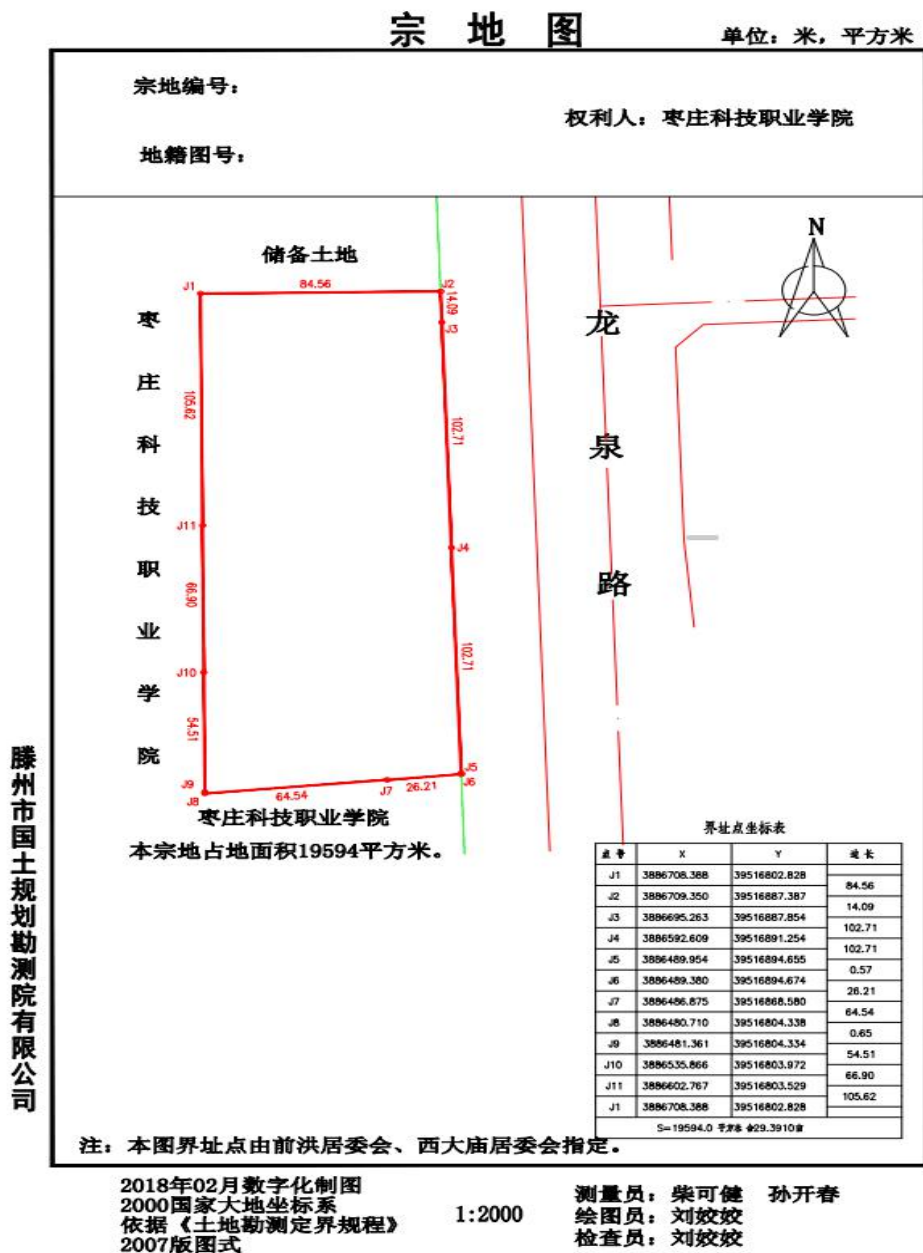 宗 地 图
单位：米，平方米
宗地编号：
权利人：枣庄科技职业学院
地籍图号：
N
储备土地
J1
84.56
J2
14.09
J3
枣庄科技职业学院
龙泉路
105.62
102.71
J11
J4
66.90
102.71
J10
54.51
J5
J9
J6
J8
64.54
J7
26.21
枣庄科技职业学院
本宗地占地面积19594平方米。
滕州市国土规划勘测院有限公司
界址点坐标表
点号 X Y 边长
J1 3886708.388 39516802.828
84.56
J2 3886709.350 39516887.387
14.09
J3 3886695.263 39516887.854
102.71
J4 3886592.609 39516891.254
102.71
J5 3886489.954 39516894.655
0.57
J6 3886489.380 39516894.674
26.21
J7 3886486.875 39516868.580
64.54
J8 3886480.710 39516804.338
0.65
J9 3886481.361 39516804.334
54.51
J10 3886535.866 39516803.972
66.90
J11 3886602.767 39516803.529
105.62
J1 3886708.388 39516802.828
S=19594.0 平方米 合29.3910亩
注：本图界址点由前洪居委会、西大庙居委会指定。
2018年02月数字化制图
2000国家大地坐标系
依据《土地勘测定界规程》
2007版图式
1:2000
测量员：柴可健 孙开春
绘图员：刘姣姣
检查员：刘姣姣